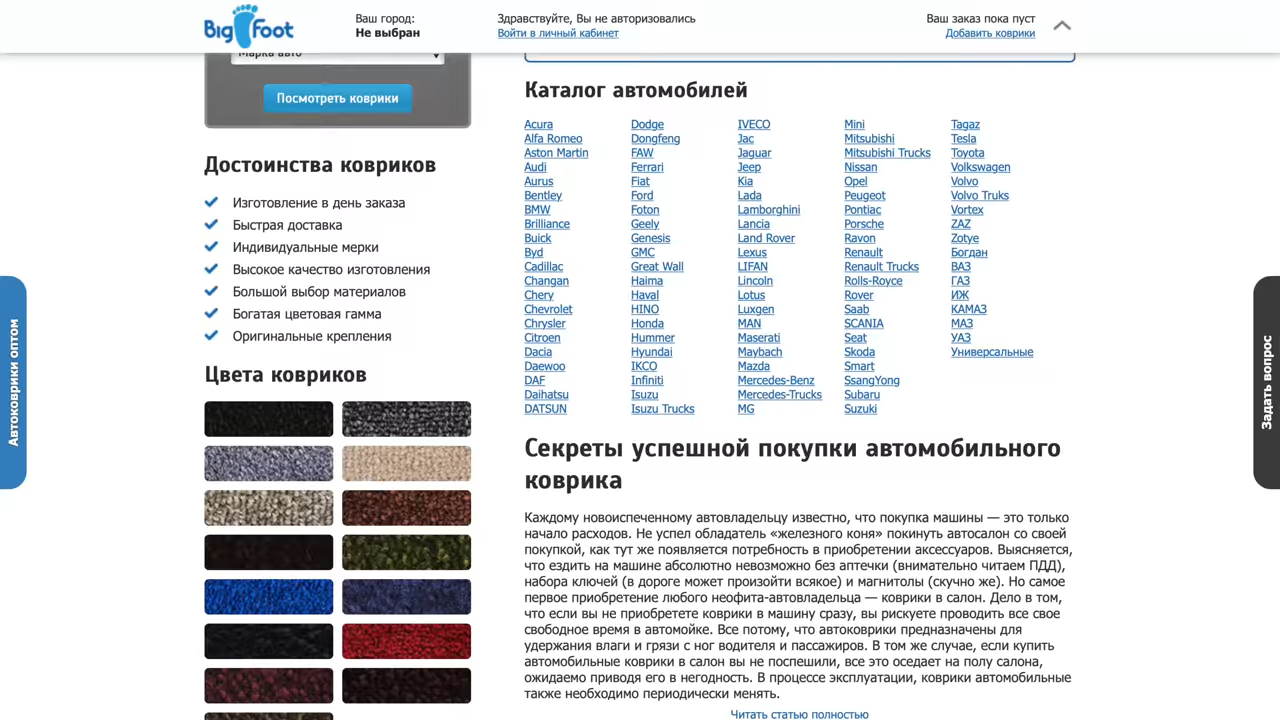 Big Foot
Ваш город:
Не выбран
Здравствуйте, Вы не авторизовались
Войти в личный кабинет
Ваш заказ пока пуст
Добавить коврики
Марка авто
Посмотреть коврики
Достоинства ковриков
Изготовление в день заказа
Быстрая доставка
Индивидуальные мерки
Высокое качество изготовления
Большой выбор материалов
Богатая цветовая гамма
Оригинальные крепления
Цвета ковриков
Автоковрики оптом
Каталог автомобилей
Acura
Alfa Romeo
Aston Martin
Audi
Aurus
Bentley
BMW
Brilliance
Buick
Byd
Cadillac
Changan
Chery
Chevrolet
Chrysler
Citroen
Dacia
Daewoo
DAF
Daihatsu
DATSUN
Dodge
Dongfeng
FAW
Ferrari
Fiat
Ford
Foton
Geely
Genesis
GMC
Great Wall
Haima
Haval
HINO
Honda
Hummer
Hyundai
IKCO
Infiniti
Isuzu
Isuzu Trucks
IVECO
Jac
Jaguar
Jeep
Kia
Lada
Lamborghini
Lancia
Land Rover
Lexus
LIFAN
Lincoln
Lotus
Luxgen
MAN
Maserati
Maybach
Mazda
Mercedes-Benz
Mercedes-Trucks
MG
Mini
Mitsubishi
Mitsubishi Trucks
Nissan
Opel
Peugeot
Pontiac
Porsche
Ravon
Renault
Renault Trucks
Rolls-Royce
Rover
Saab
SCANIA
Seat
Skoda
Smart
SsangYong
Subaru
Suzuki
Tagaz
Tesla
Toyota
Volkswagen
Volvo
Volvo Truks
Vortex
ZAZ
Zotye
Богдан
ВАЗ
ГАЗ
ИЖ
КАМАЗ
МАЗ
УАЗ
Универсальные
Секреты успешной покупки автомобильного
коврика
Каждому новоиспеченному автовладельцу известно, что покупка машины — это только
начало расходов. Не успел обладатель «железного коня» покинуть автосалон со своей
покупкой, как тут же появляется потребность в приобретении аксессуаров. Выясняется,
что ездить на машине абсолютно невозможно без аптечки (внимательно читаем ПДД),
набора ключей (в дороге может произойти всякое) и магнитолы (скучно же). Но самое
первое приобретение любого неофита-автовладельца — коврики в салон. Дело в том,
что если вы не приобретете коврики в машину сразу, вы рискуете проводить все свое
свободное время в автомойке. Все потому, что автоковрики предназначены для
удержания влаги и грязи с ног водителя и пассажиров. В том же случае, если купить
автомобильные коврики в салон вы не поспешили, все это оседает на полу салона,
ожидаемо приводя его в негодность. В процессе эксплуатации, коврики автомобильные
также необходимо периодически менять.
Читать статью полностью
Задать вопрос